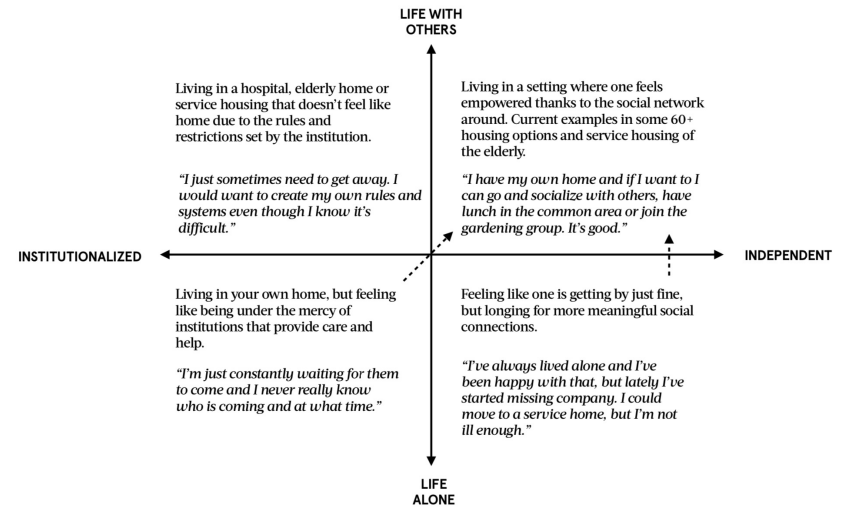 LIFE WITH
OTHERS
Living in a hospital, elderly home or
service housing that doesn't feel like
home due to the rules and
restrictions set by the institution.
“I just sometimes need to get away. I
would want to create my own rules and
systems even though I know it’s
difficult.”
Living in a setting where one feels
empowered thanks to the social network
around. Current examples in some 60+
housing options and service housing of
the elderly.
“I have my own home and if I want to I
can go and socialize with others, have
lunch in the common area or join the
gardening group. It’s good.”
INSTITUTIONALIZED
INDEPENDENT
Living in your own home, but feeling
like being under the mercy of
institutions that provide care and
help.
“I’m just constantly waiting for them
to come and I never really know
who is coming and at what time.”
Feeling like one is getting by just fine,
but longing for more meaningful social
connections.
“I’ve always lived alone and I’ve
been happy with that, but lately I’ve
started missing company. I could
move to a service home, but I’m not
ill enough.”
LIFE
ALONE